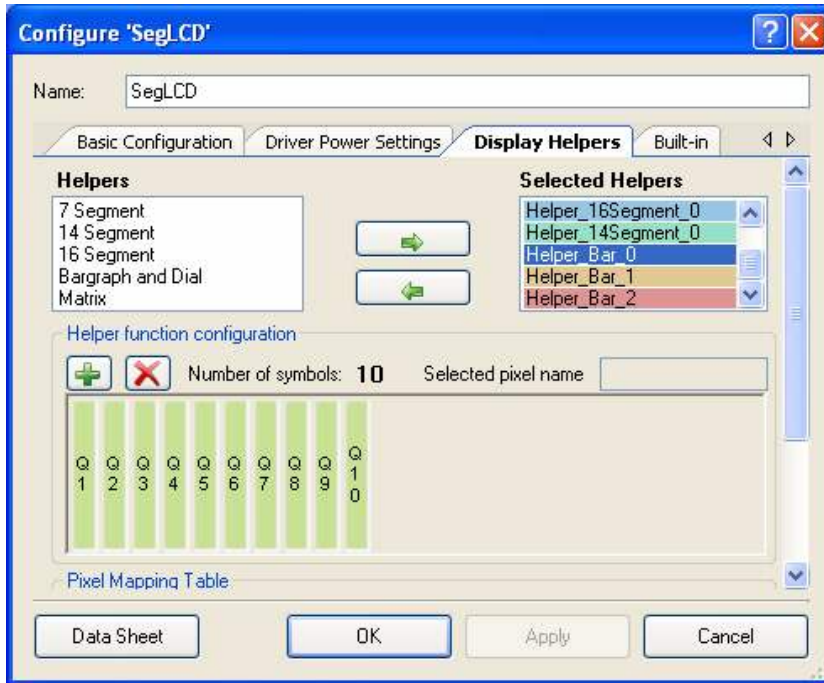 Configure 'SegLCD'
Name: SegLCD
Basic Configuration Driver Power Settings Display Helpers Built-in
Helpers
7 Segment
14 Segment
16 Segment
Bargraph and Dial
Matrix
Selected Helpers
Helper_16Segment_0
Helper_14Segment_0
Helper_Bar_0
Helper_Bar_1
Helper_Bar_2
Helper function configuration
Number of symbols: 10 Selected pixel name
Q1 Q2 Q3 Q4 Q5 Q6 Q7 Q8 Q9 Q10
Pixel Mapping Table
Data Sheet OK Apply Cancel